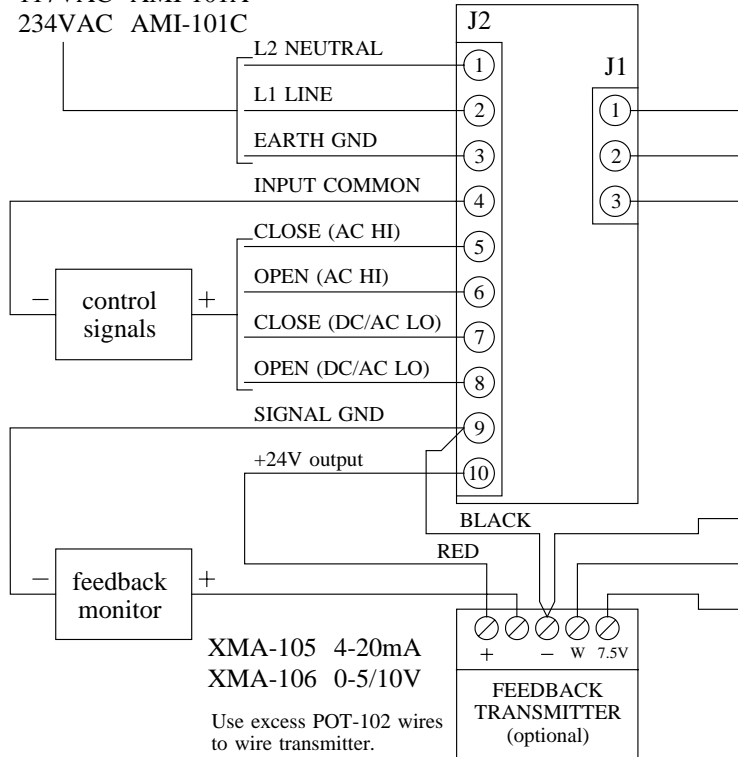 234VAC AMI-101C
J2
L2 NEUTRAL
1
J1
L1 LINE
2
1
EARTH GND
3
2
INPUT COMMON
4
3
CLOSE (AC HI)
5
OPEN (AC HI)
6
− control signals +
CLOSE (DC/AC LO)
7
OPEN (DC/AC LO)
8
SIGNAL GND
9
+24V output
10
BLACK
RED
− feedback monitor +
+ − W 7.5V
XMA-105 4-20mA
XMA-106 0-5/10V
Use excess POT-102 wires
to wire transmitter.
FEEDBACK
TRANSMITTER
(optional)